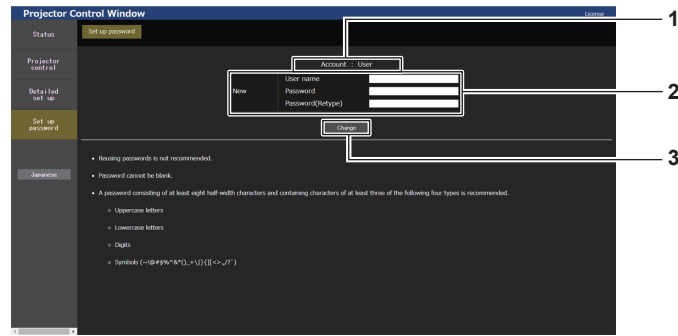 Projector Control Window
License
1
Status
Set up password
Projector
control
Account : User
User name
New
Password
2
Detailed
set up
Password(Retype)
Set up
password
Change
3
• Reusing passwords is not recommended.
Japanese
• Password cannot be blank.
• A password consisting of at least eight half-width characters and containing characters of at least three of the following four types is recommended.
Uppercase letters
Lowercase letters
Digits